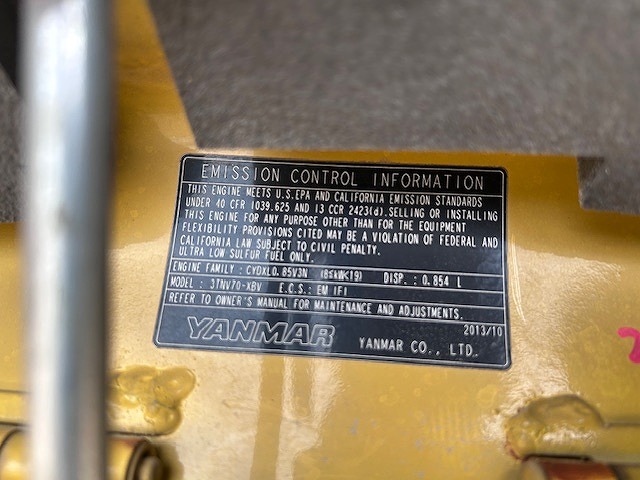 EMISSION CONTROL INFORMATION
THIS ENGINE MEETS U.S.EPA AND CALIFORNIA EMISSION STANDARDS
UNDER 40 CFR 1039.625 AND 13 CCR 2423(d).SELLING OR INSTALLING
THIS ENGINE FOR ANY PURPOSE OTHER THAN FOR THE EQUIPMENT
FLEXIBILITY PROVISIONS CITED MAY BE A VIOLATION OF FEDERAL AND
CALIFORNIA LAW SUBJECT TO CIVIL PENALTY.
ULTRA LOW SULFUR FUEL ONLY.
ENGINE FAMILY : CYDXL0.85V3N (8≤kW<19) DISP. : 0.854 L
MODEL : 3TNV70-XBV E.C.S.: EM IFI
REFER TO OWNER'S MANUAL FOR MAINTENANCE AND ADJUSTMENTS.
2013/10
YANMAR YANMAR CO., LTD.